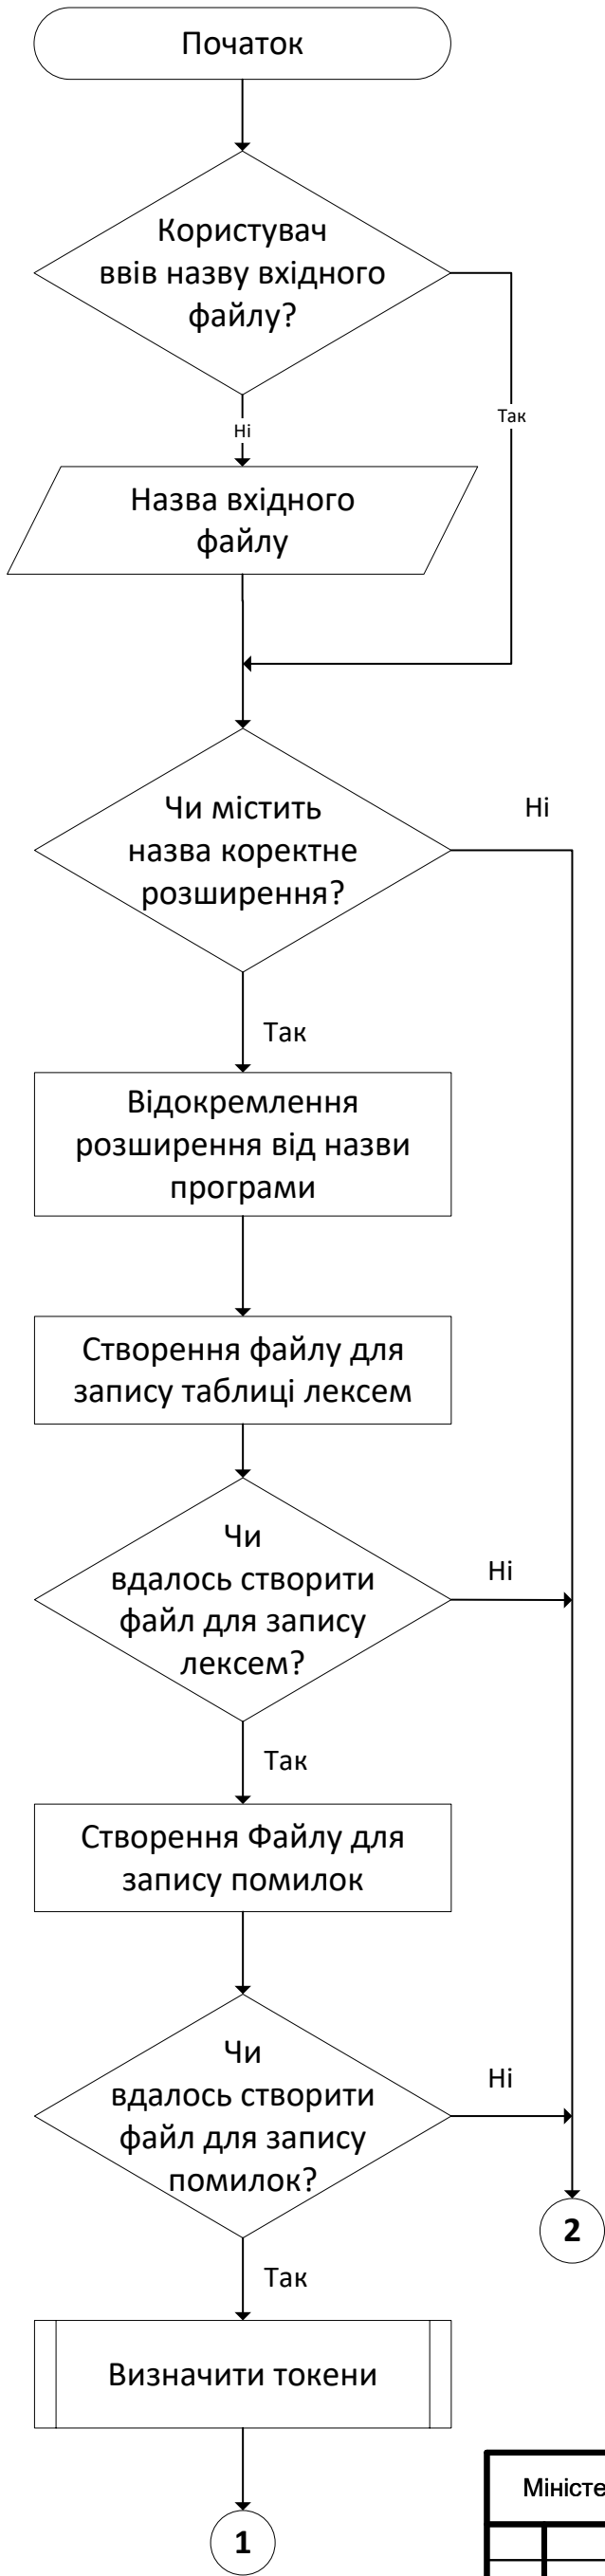 Початок
Користувач
ввів назву вхідного
файлу?
Ні
Так
Назва вхідного
файлу
Чи містить
назва коректне
розширення?
Ні
Так
Відокремлення
розширення від назви
програми
Створення файлу для
запису таблиці лексем
Чи
вдалось створити
файл для запису
лексем?
Ні
Так
Створення Файлу для
запису помилок
Чи
вдалось створити
файл для запису
помилок?
Ні
2
Так
Визначити токени
1